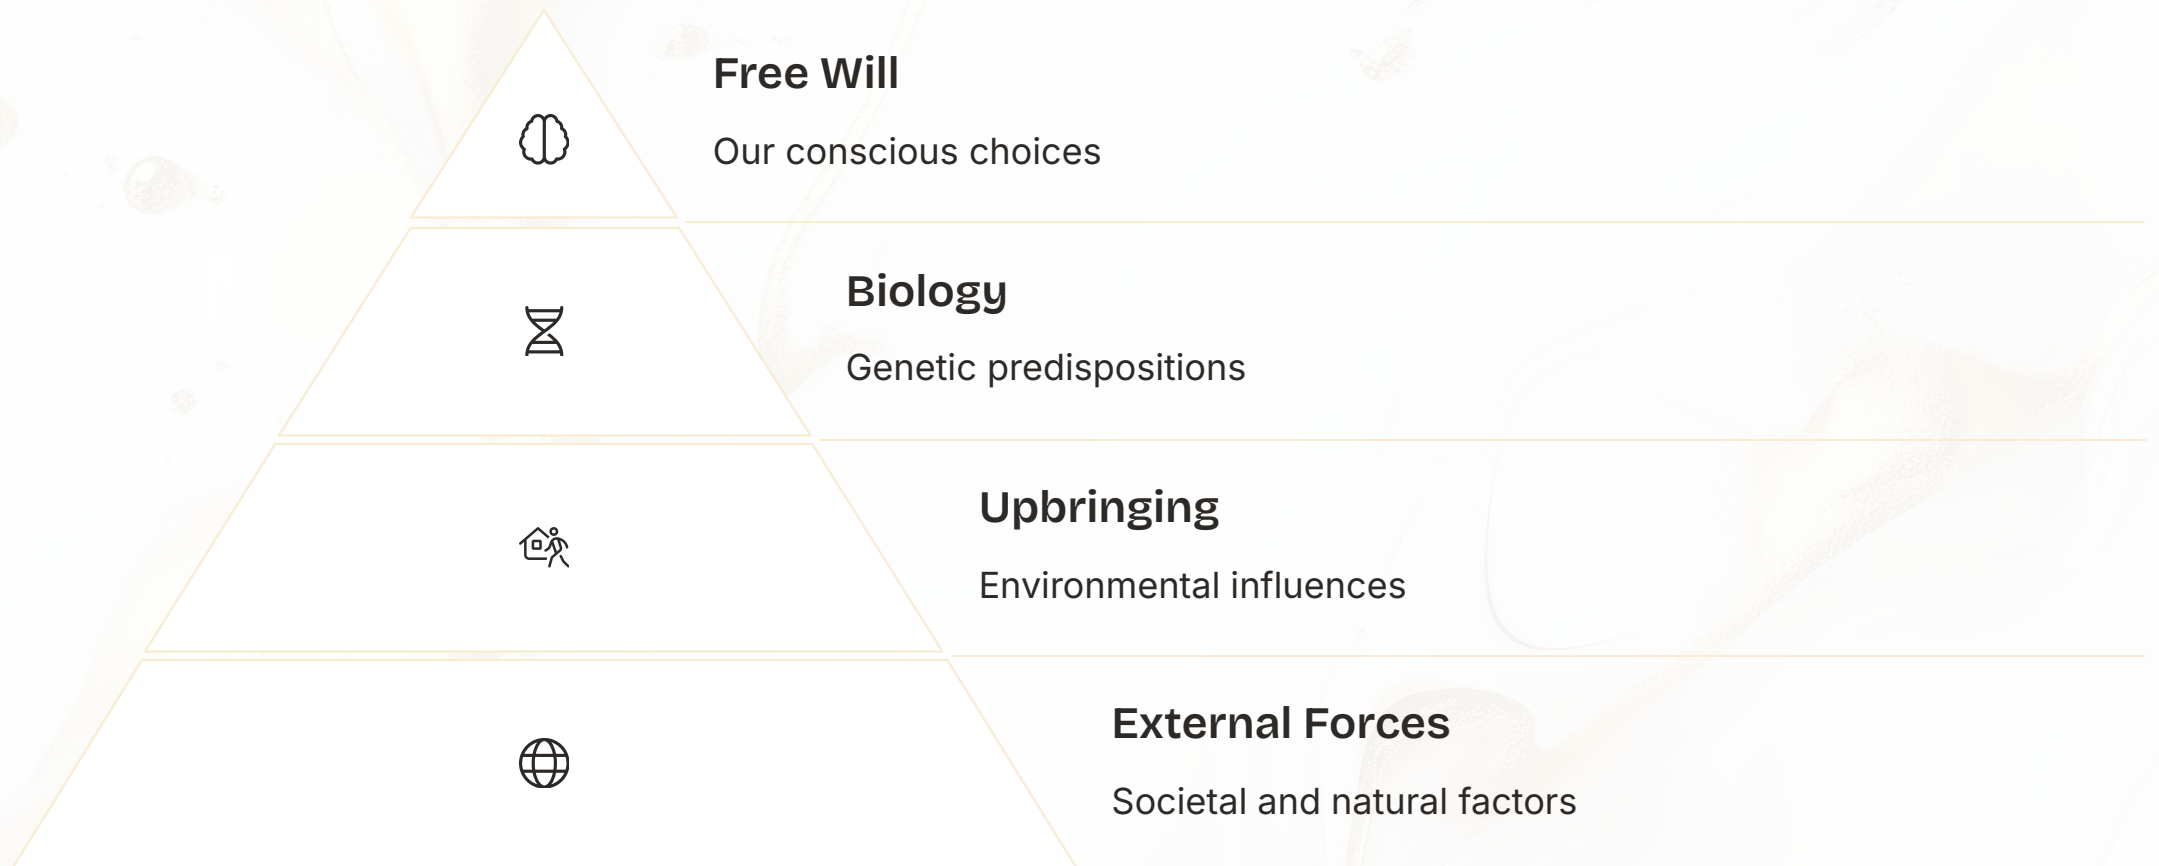 Free Will
Our conscious choices
Biology
Genetic predispositions
Upbringing
Environmental influences
External Forces
Societal and natural factors